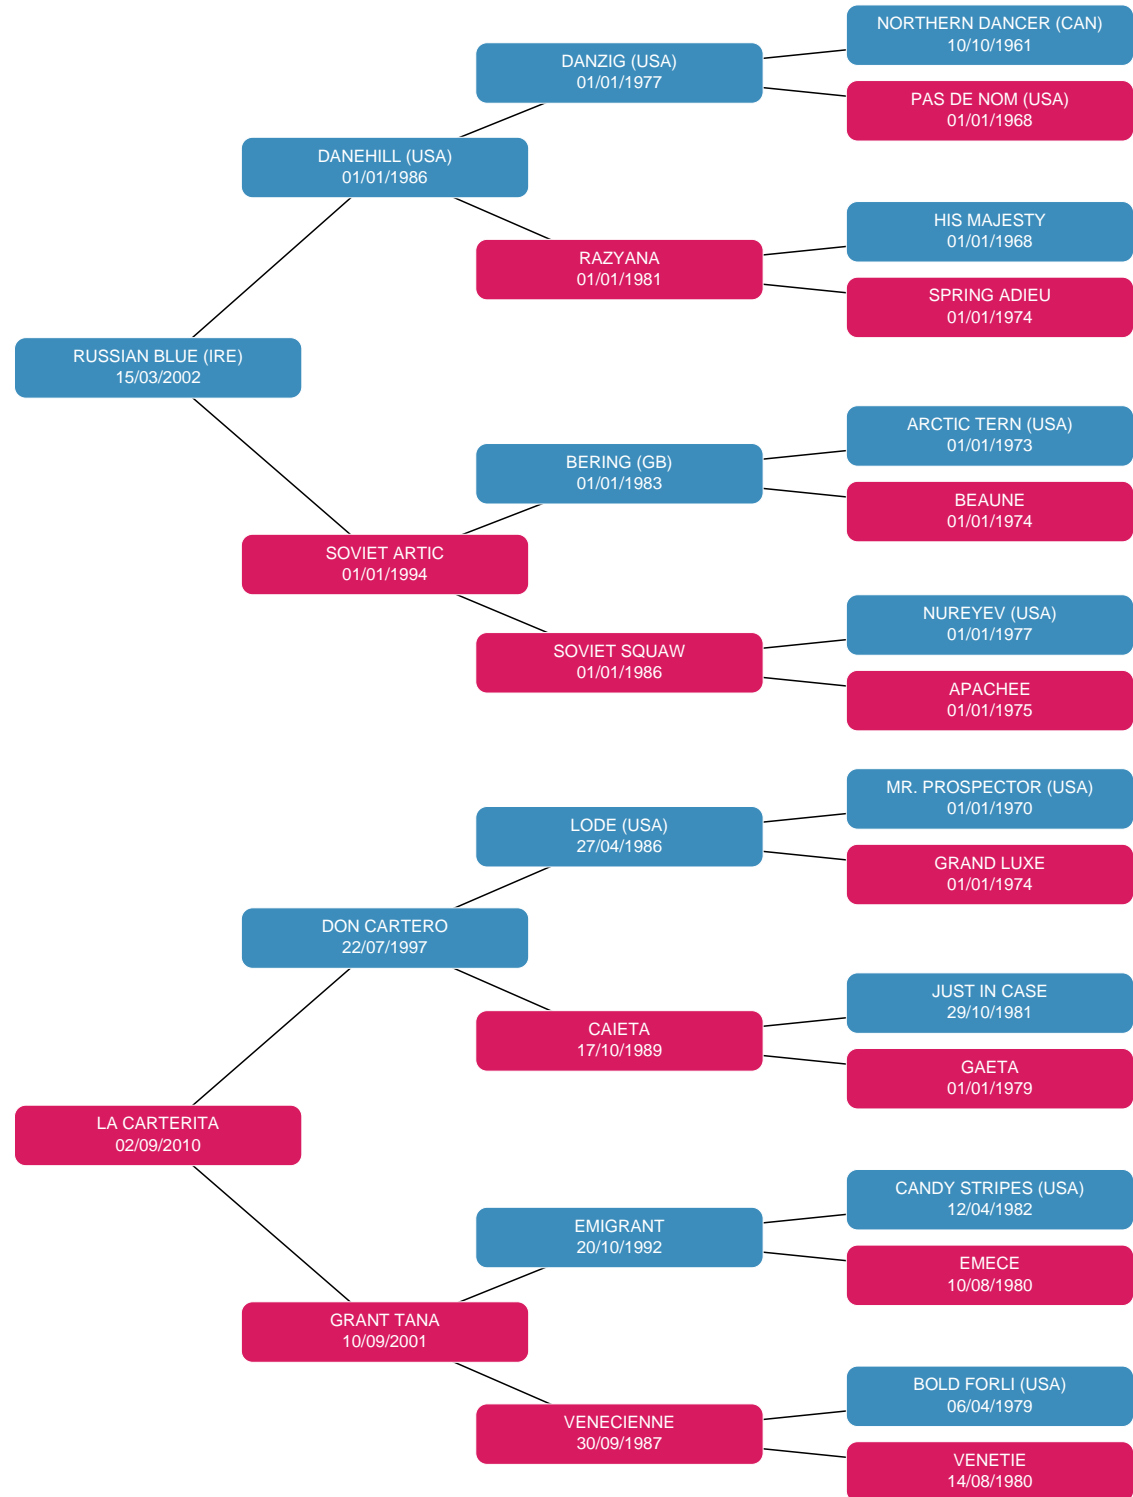 NORTHERN DANCER (CAN)
10/10/1961
DANZIG (USA)
01/01/1977
PAS DE NOM (USA)
01/01/1968
DANEHILL (USA)
01/01/1986
HIS MAJESTY
01/01/1968
RAZYANA
01/01/1981
SPRING ADIEU
01/01/1974
RUSSIAN BLUE (IRE)
15/03/2002
ARCTIC TERN (USA)
01/01/1973
BERING (GB)
01/01/1983
BEAUNE
01/01/1974
SOVIET ARTIC
01/01/1994
NUREYEV (USA)
01/01/1977
SOVIET SQUAW
01/01/1986
APACHEE
01/01/1975
MR. PROSPECTOR (USA)
01/01/1970
LODE (USA)
27/04/1986
GRAND LUXE
01/01/1974
DON CARTERO
22/07/1997
JUST IN CASE
29/10/1981
CAIETA
17/10/1989
GAETA
01/01/1979
LA CARTERITA
02/09/2010
CANDY STRIPES (USA)
12/04/1982
EMIGRANT
20/10/1992
EMECE
10/08/1980
GRANT TANA
10/09/2001
BOLD FORLI (USA)
06/04/1979
VENECIENNE
30/09/1987
VENETIE
14/08/1980